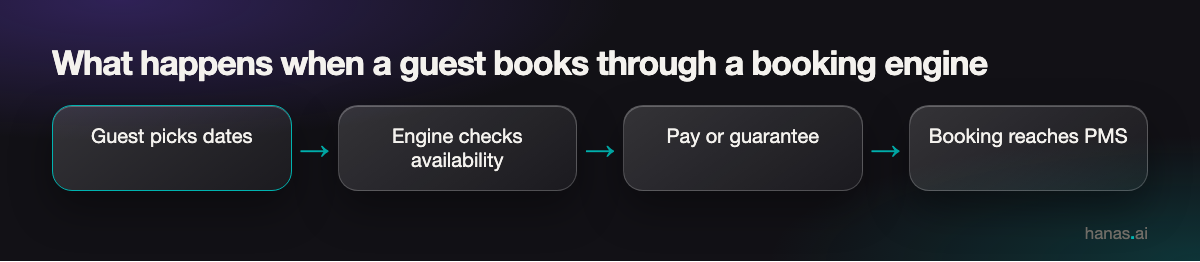 What happens when a guest books through a booking engine
Guest picks dates
Engine checks
availability
Pay or guarantee
Booking reaches PMS
hanas.ai